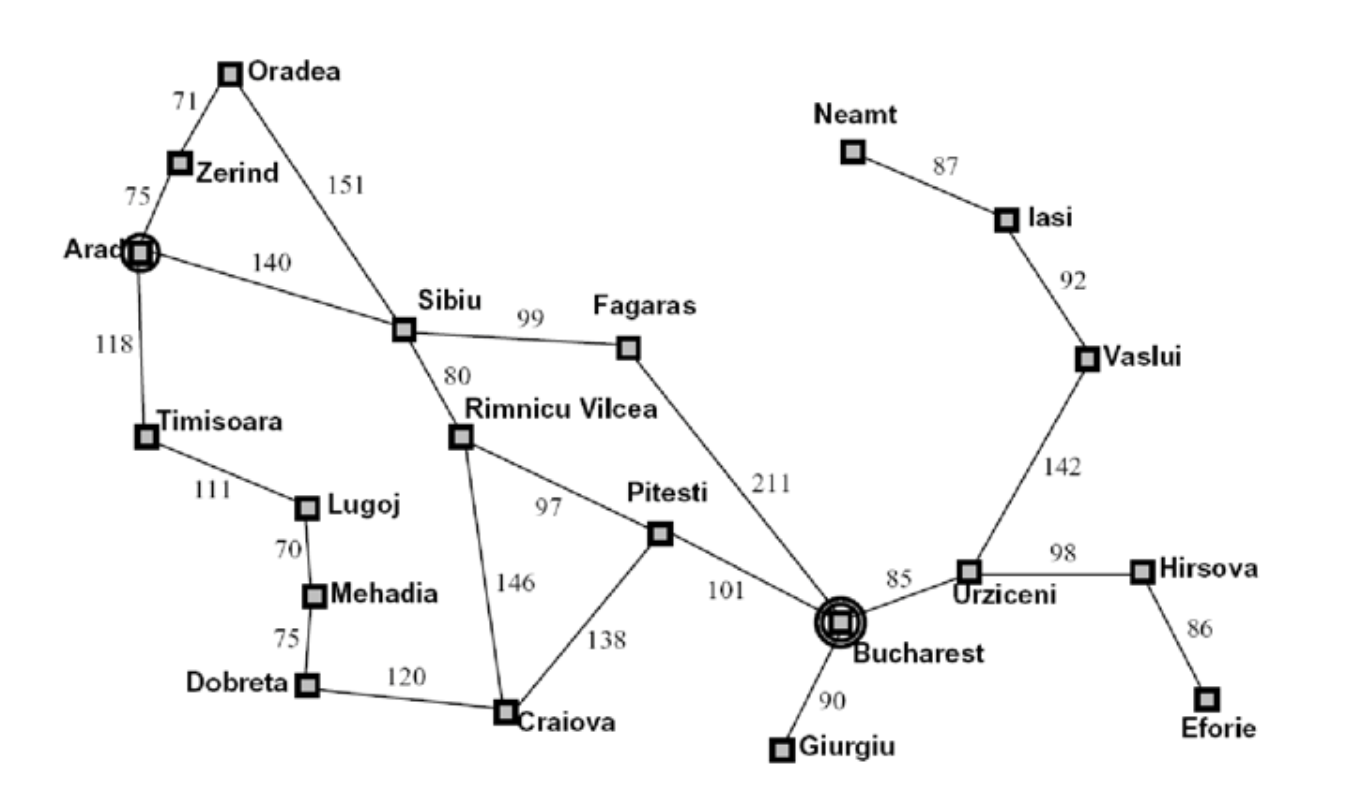 Oradea
71
Neamt
87
Zerind
151
75
Iasi
Arad
140
92
Sibiu
Fagaras
99
118
Vaslui
80
Rimnicu Vilcea
Timisoara
142
211
111
Pitesti
Lugoj
97
70
98
Hirsova
146
101
85
Mehadia
Urziceni
86
75
138
Bucharest
Dobreta
120
90
Craiova
Eforie
Giurgiu